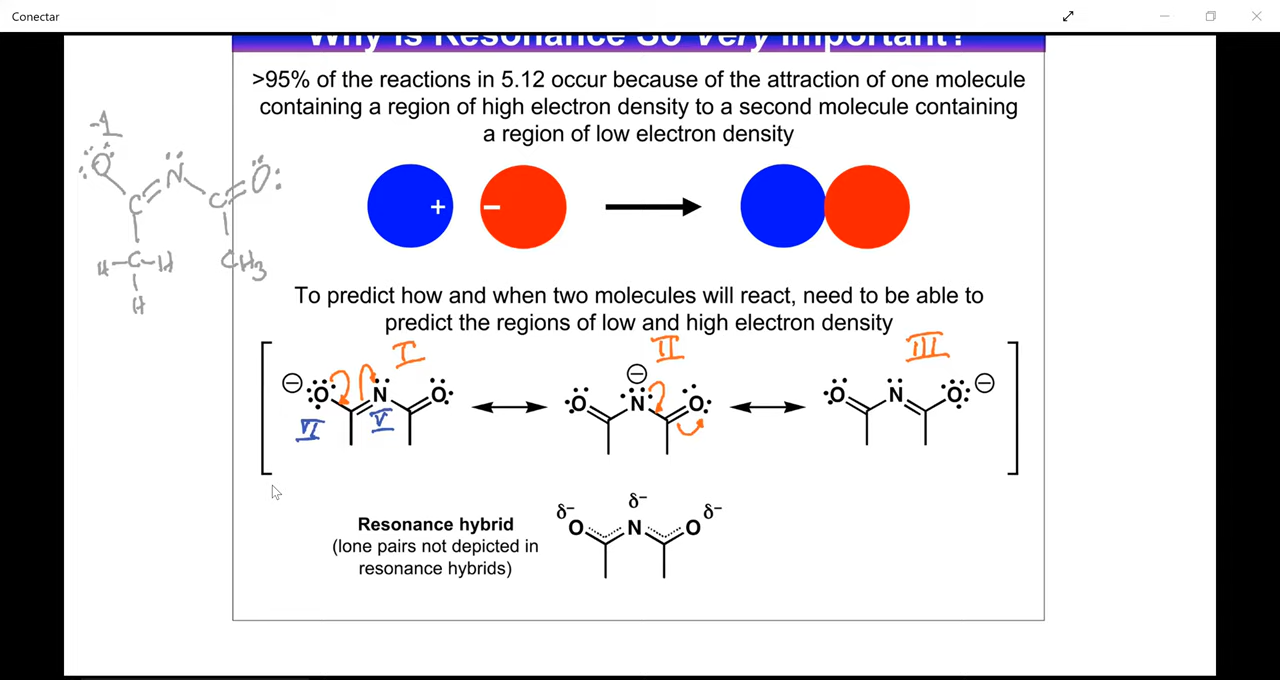 Conectar
Why Is Resonance So Very Important?
>95% of the reactions in 5.12 occur because of the attraction of one molecule
containing a region of high electron density to a second molecule containing
a region of low electron density
-1
O N O
C C
H-C-H CH3
H
+ −
To predict how and when two molecules will react, need to be able to
predict the regions of low and high electron density
I II III
⊖ O N O
⊖
O N O
O N O ⊖
VI V
δ− δ− δ−
O N O
Resonance hybrid
(lone pairs not depicted in
resonance hybrids)